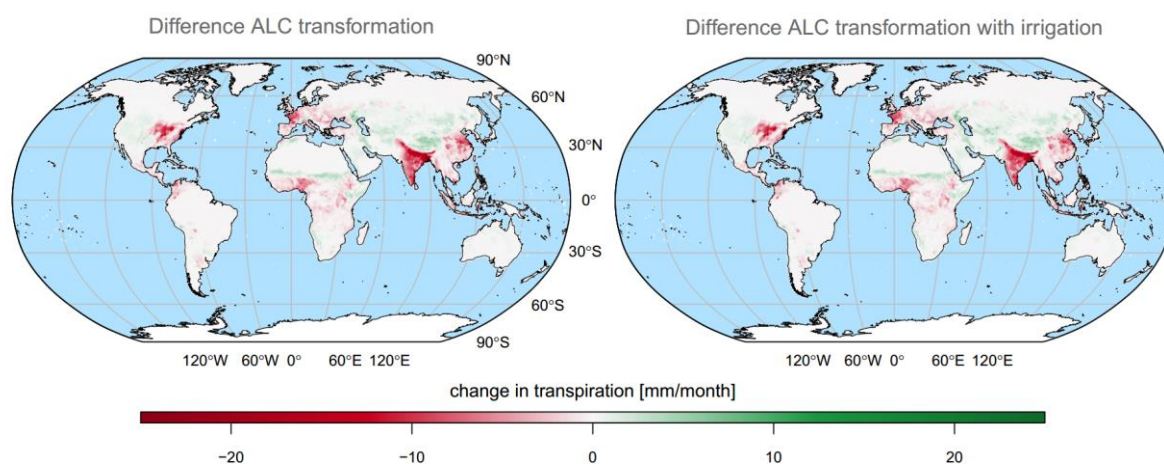 Difference ALC transformation
Difference ALC transformation with irrigation
90°N
60°N
30°N
0°
30°S
60°S
90°S
120°W 60°W 0° 60°E 120°E
120°W 60°W 0° 60°E 120°E
change in transpiration [mm/month]
−20 −10 0 10 20